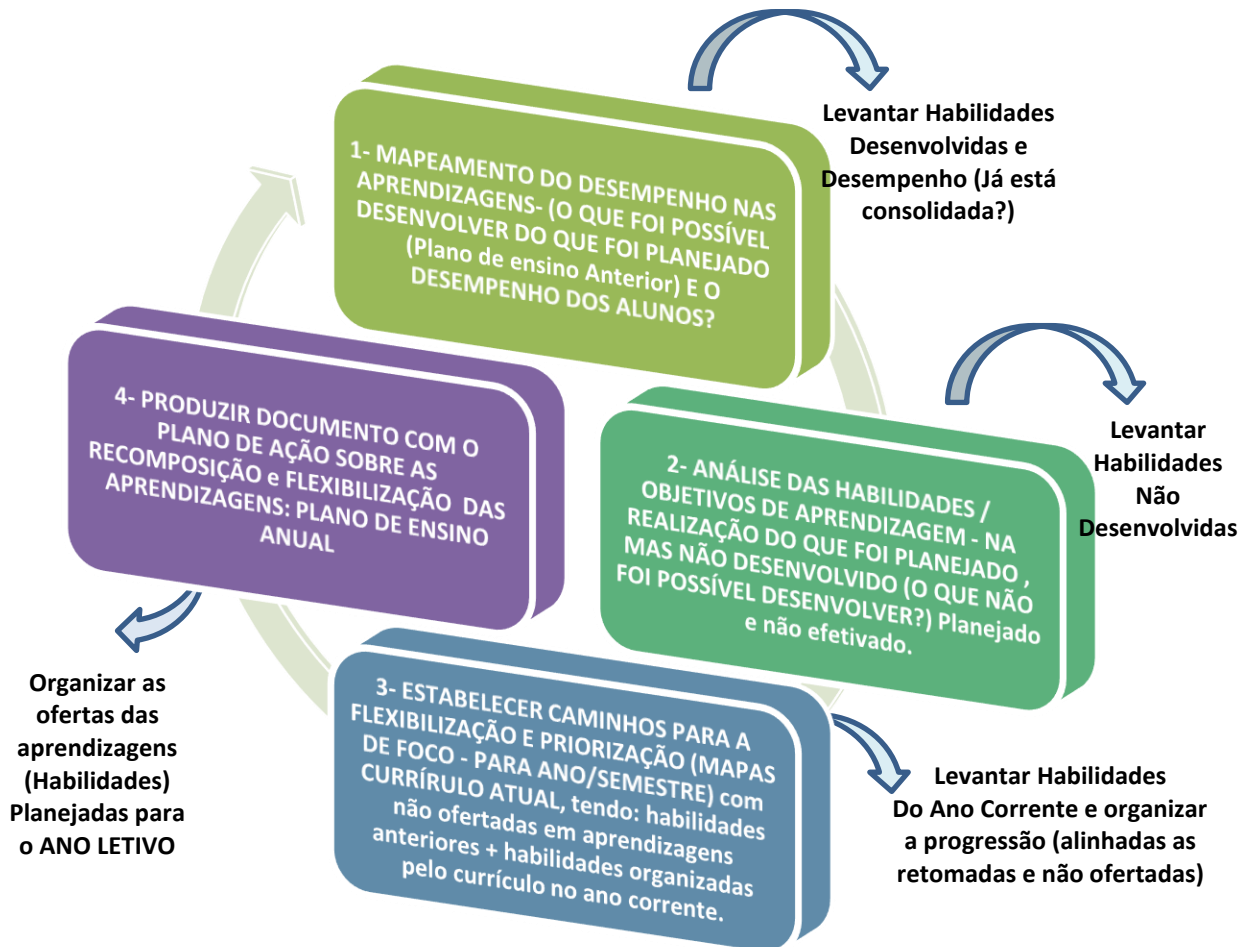 1- MAPEAMENTO DO DESEMPENHO NAS
APRENDIZAGENS- (O QUE FOI POSSÍVEL
DESENVOLVER DO QUE FOI PLANEJADO
(Plano de ensino Anterior) E O
DESEMPENHO DOS ALUNOS?
Levantar Habilidades
Desenvolvidas e
Desempenho (Já está
consolidada?)
2- ANÁLISE DAS HABILIDADES /
OBJETIVOS DE APRENDIZAGEM - NA
REALIZAÇÃO DO QUE FOI PLANEJADO ,
MAS NÃO DESENVOLVIDO (O QUE NÃO
FOI POSSÍVEL DESENVOLVER?) Planejado
e não efetivado.
Levantar
Habilidades
Não
Desenvolvidas
3- ESTABELECER CAMINHOS PARA A
FLEXIBILIZAÇÃO E PRIORIZAÇÃO (MAPAS
DE FOCO - PARA ANO/SEMESTRE) com
CURRÍRULO ATUAL, tendo: habilidades
não ofertadas em aprendizagens
anteriores + habilidades organizadas
pelo currículo no ano corrente.
Levantar Habilidades
Do Ano Corrente e organizar
a progressão (alinhadas as
retomadas e não ofertadas)
4- PRODUZIR DOCUMENTO COM O
PLANO DE AÇÃO SOBRE AS
RECOMPOSIÇÃO e FLEXIBILIZAÇÃO DAS
APRENDIZAGENS: PLANO DE ENSINO
ANUAL
Organizar as
ofertas das
aprendizagens
(Habilidades)
Planejadas para
o ANO LETIVO